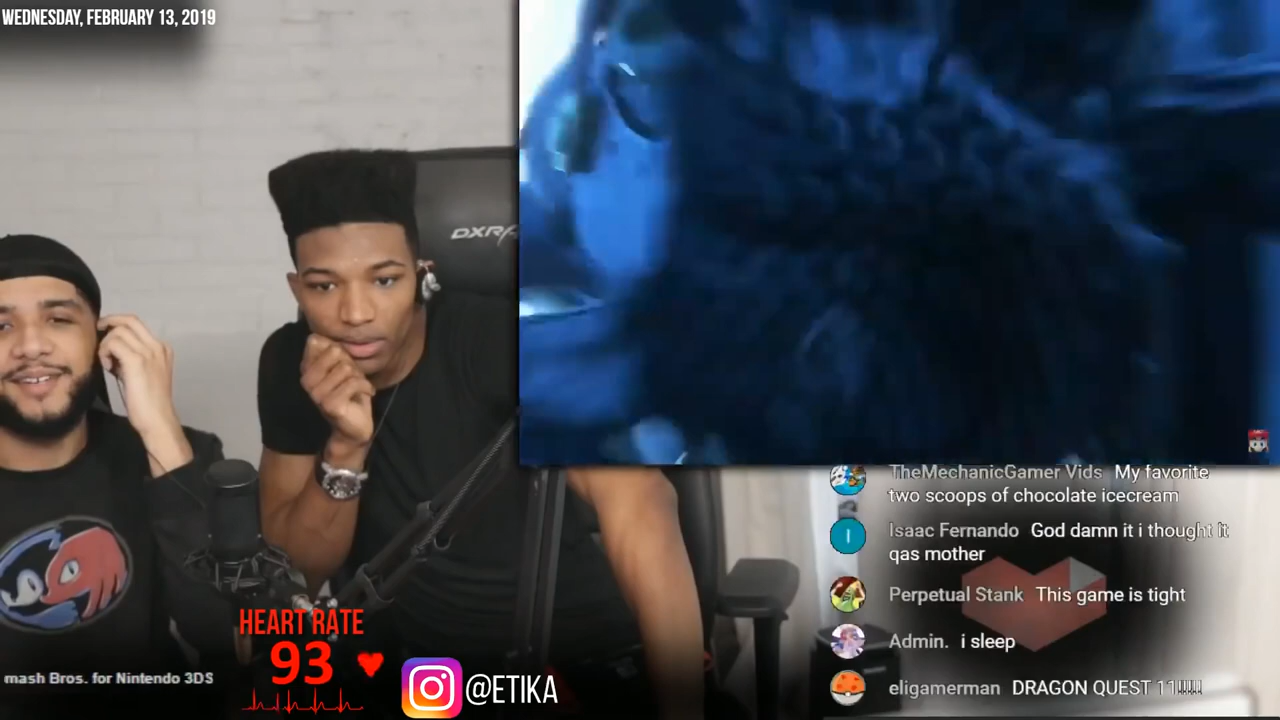 WEDNESDAY, FEBRUARY 13, 2019
TheMechanicGamer Vids My favorite
two scoops of chocolate icecream
Isaac Fernando God damn it i thought it
qas mother
Perpetual Stank This game is tight
Admin. i sleep
eligamerman DRAGON QUEST 11!!!!!
HEART RATE
93
mash Bros. for Nintendo 3DS
@ETIKA